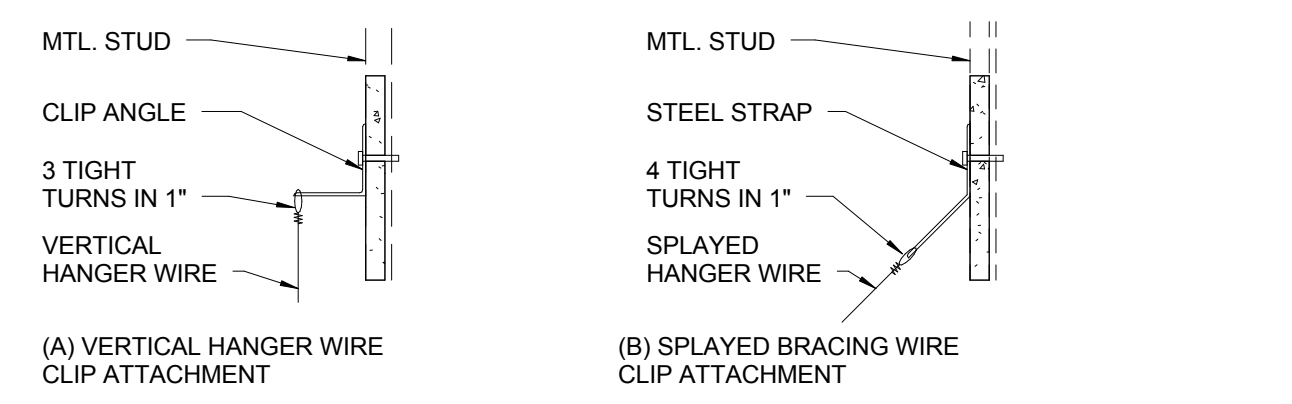 MTL. STUD
CLIP ANGLE
3 TIGHT
TURNS IN 1"
VERTICAL
HANGER WIRE
(A) VERTICAL HANGER WIRE
CLIP ATTACHMENT
MTL. STUD
STEEL STRAP
4 TIGHT
TURNS IN 1"
SPLAYED
HANGER WIRE
(B) SPLAYED BRACING WIRE
CLIP ATTACHMENT